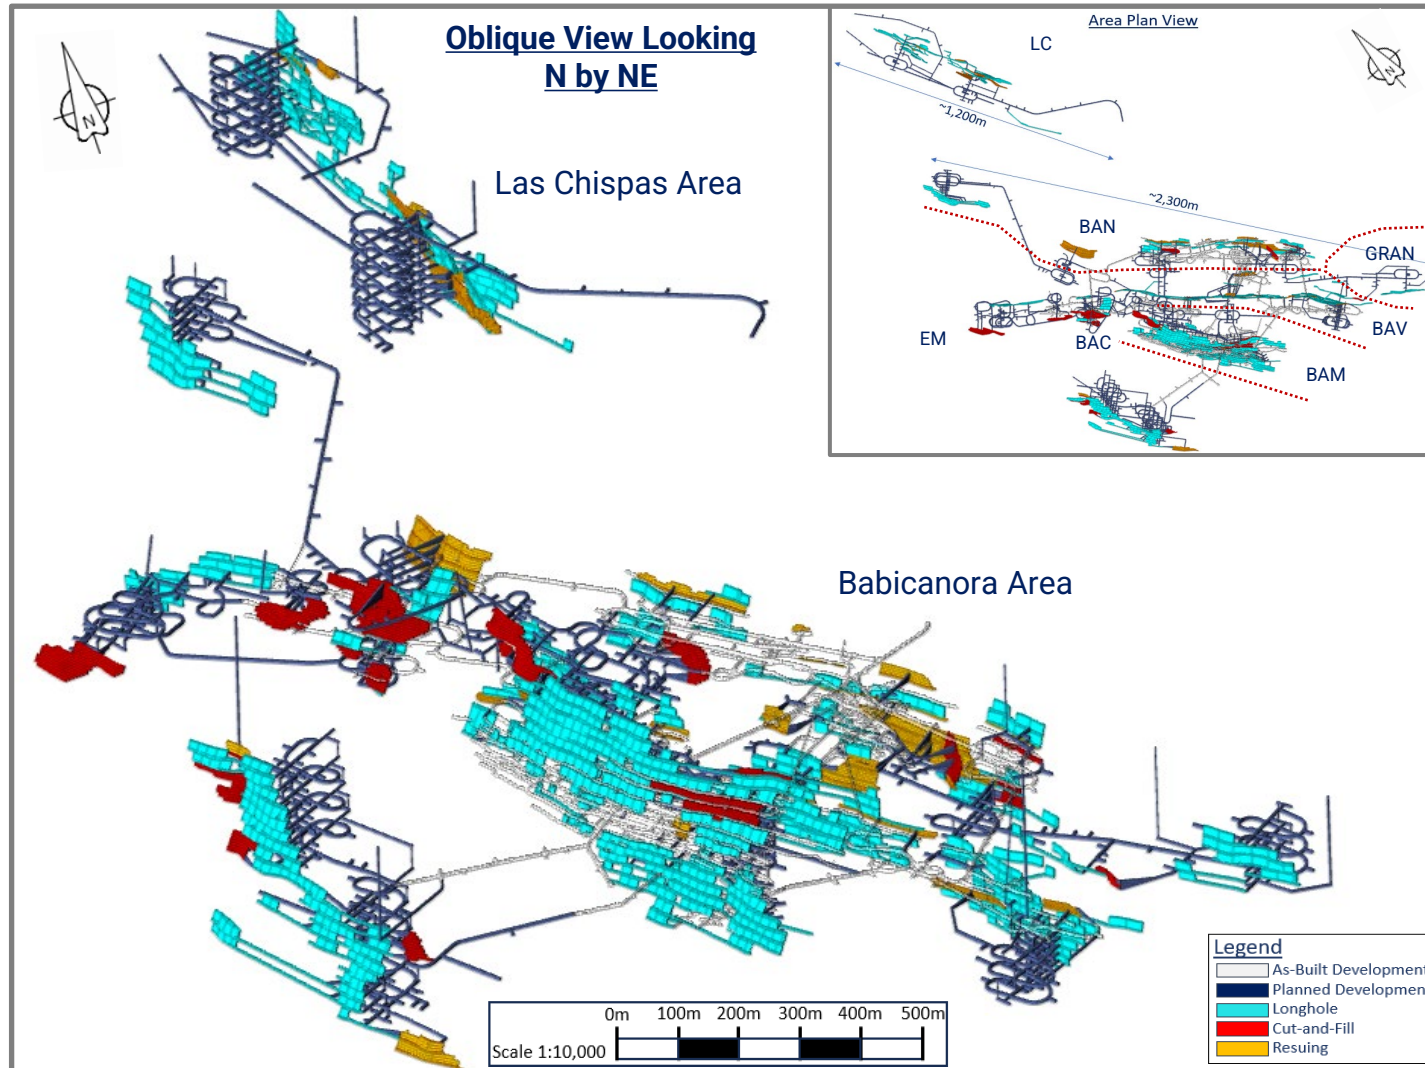 Oblique View Looking
N by NE
Las Chispas Area
N
Area Plan View
LC
N
~1,200m
~2,300m
BAN
GRAN
EM
BAC
BAV
BAM
Babicanora Area
Legend
As-Built Development
Planned Development
Longhole
Cut-and-Fill
Resuing
0m 100m 200m 300m 400m 500m
Scale 1:10,000